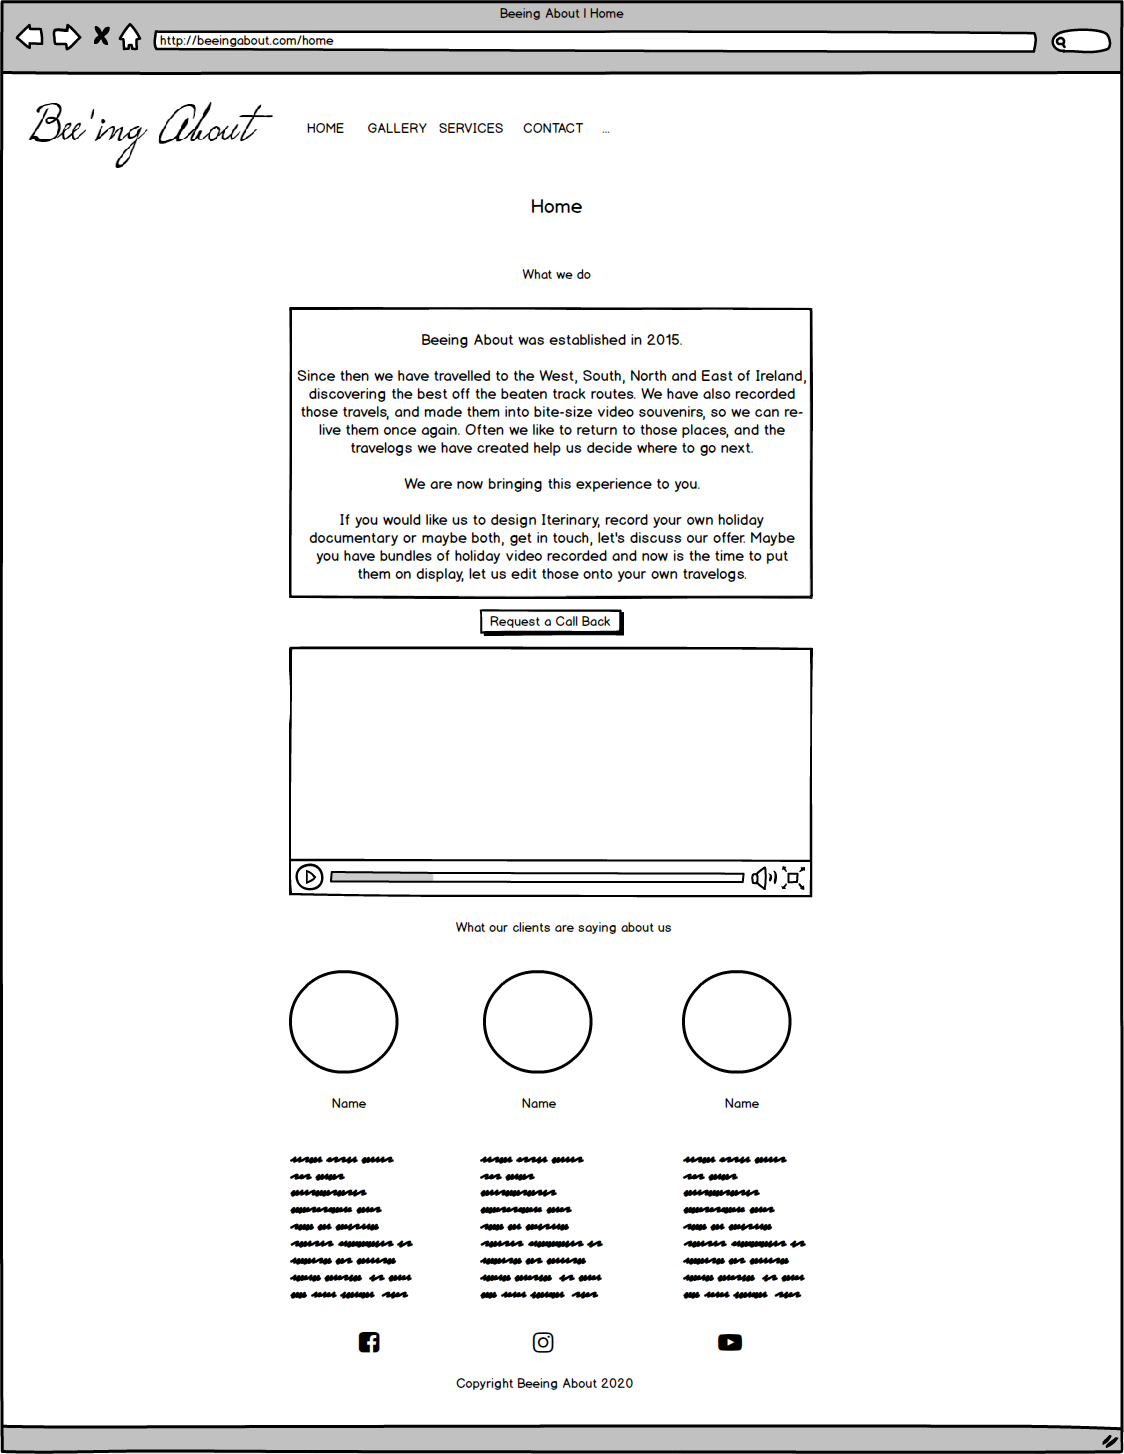 Beeing About | Home
http://beeingabout.com/home
Bee'ing About
HOME GALLERY SERVICES CONTACT ...
Home
What we do
Beeing About was established in 2015.
Since then we have travelled to the West, South, North and East of Ireland,
discovering the best off the beaten track routes. We have also recorded
those travels, and made them into bite-size video souvenirs, so we can re-
live them once again. Often we like to return to those places, and the
travelogs we have created help us decide where to go next.
We are now bringing this experience to you.
If you would like us to design Iterinary, record your own holiday
documentary or maybe both, get in touch, let's discuss our offer. Maybe
you have bundles of holiday video recorded and now is the time to put
them on display, let us edit those onto your own travelogs.
Request a Call Back
What our clients are saying about us
Name Name Name
Copyright Beeing About 2020